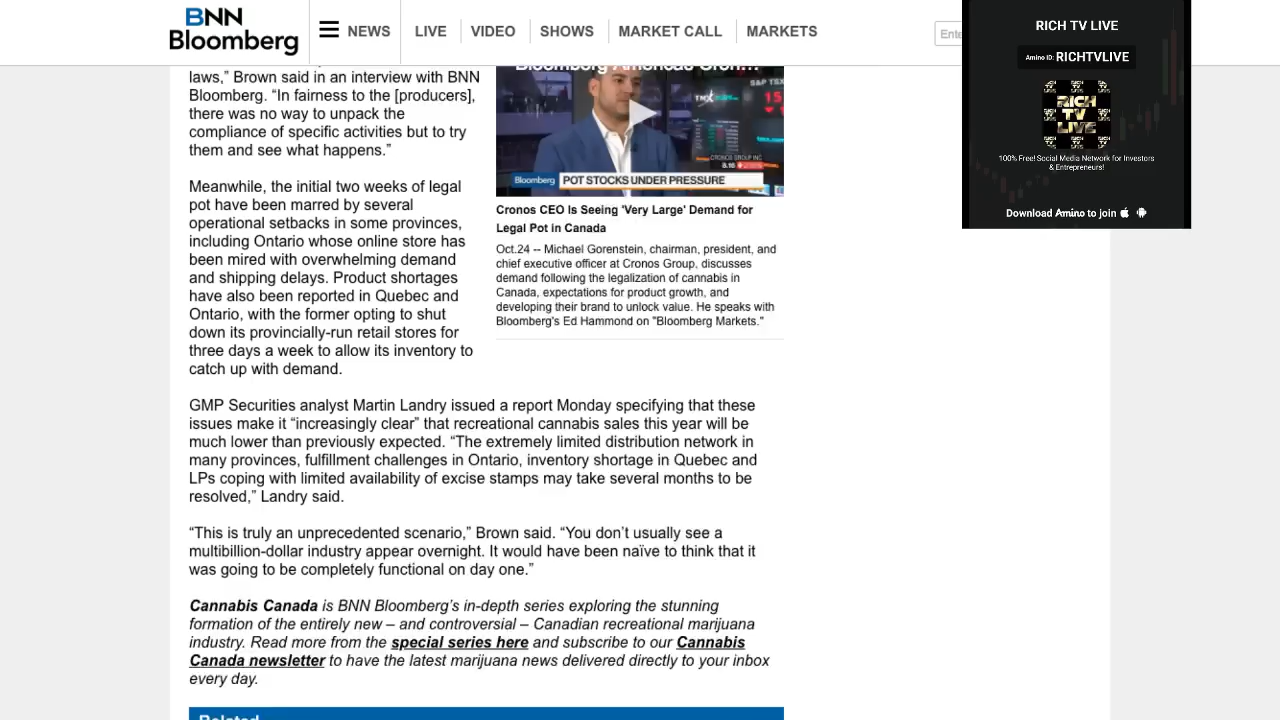 BNN
Bloomberg
NEWS
LIVE
VIDEO
SHOWS
MARKET CALL
MARKETS
Ente
RICH TV LIVE
Amino ID: RICHTVLIVE
RICH
TV
LIVE
100% Free! Social Media Network for Investors
& Entrepreneurs!
Download Amino to join
laws,” Brown said in an interview with BNN
Bloomberg. “In fairness to the [producers],
there was no way to unpack the
compliance of specific activities but to try
them and see what happens.”
Meanwhile, the initial two weeks of legal
pot have been marred by several
operational setbacks in some provinces,
including Ontario whose online store has
been mired with overwhelming demand
and shipping delays. Product shortages
have also been reported in Quebec and
Ontario, with the former opting to shut
down its provincially-run retail stores for
three days a week to allow its inventory to
catch up with demand.
S&P TSX
TMX
CRONOS GROUP INC
Bloomberg
POT STOCKS UNDER PRESSURE
Cronos CEO Is Seeing 'Very Large' Demand for
Legal Pot in Canada
Oct.24 -- Michael Gorenstein, chairman, president, and
chief executive officer at Cronos Group, discusses
demand following the legalization of cannabis in
Canada, expectations for product growth, and
developing their brand to unlock value. He speaks with
Bloomberg's Ed Hammond on "Bloomberg Markets."
GMP Securities analyst Martin Landry issued a report Monday specifying that these
issues make it “increasingly clear” that recreational cannabis sales this year will be
much lower than previously expected. “The extremely limited distribution network in
many provinces, fulfillment challenges in Ontario, inventory shortage in Quebec and
LPs coping with limited availability of excise stamps may take several months to be
resolved,” Landry said.
“This is truly an unprecedented scenario,” Brown said. “You don’t usually see a
multibillion-dollar industry appear overnight. It would have been naïve to think that it
was going to be completely functional on day one.”
Cannabis Canada is BNN Bloomberg’s in-depth series exploring the stunning
formation of the entirely new – and controversial – Canadian recreational marijuana
industry. Read more from the special series here and subscribe to our Cannabis
Canada newsletter to have the latest marijuana news delivered directly to your inbox
every day.
Related